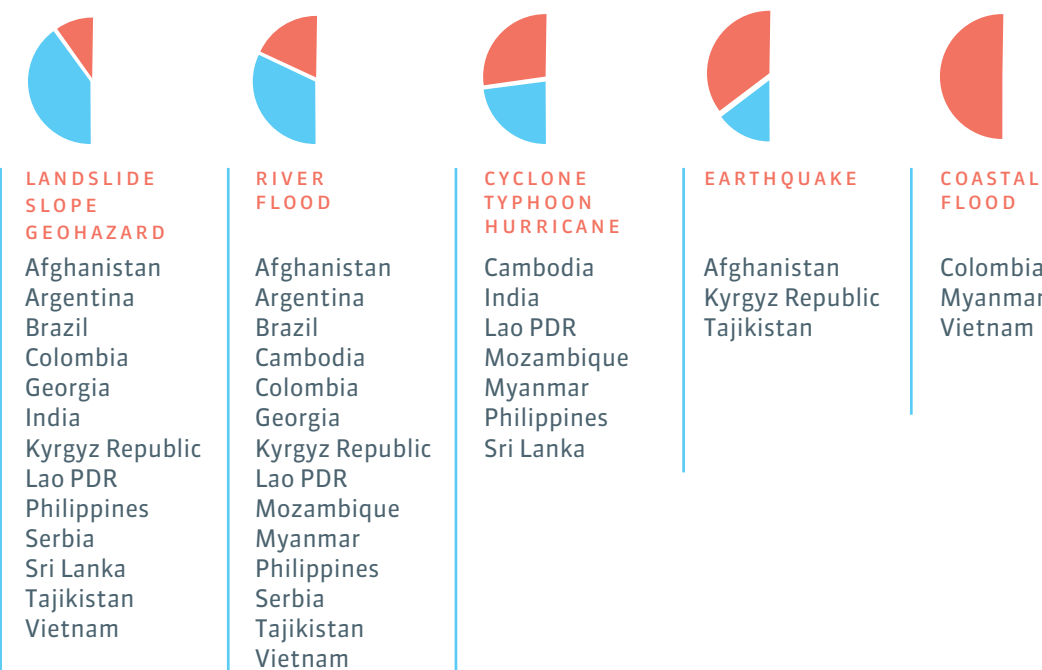 LANDSLIDE
SLOPE
GEOHAZARD
Afghanistan
Argentina
Brazil
Colombia
Georgia
India
Kyrgyz Republic
Lao PDR
Philippines
Serbia
Sri Lanka
Tajikistan
Vietnam
RIVER
FLOOD
Afghanistan
Argentina
Brazil
Cambodia
Colombia
Georgia
Kyrgyz Republic
Lao PDR
Mozambique
Myanmar
Philippines
Serbia
Tajikistan
Vietnam
CYCLONE
TYPHOON
HURRICANE
Cambodia
India
Lao PDR
Mozambique
Myanmar
Philippines
Sri Lanka
EARTHQUAKE
Afghanistan
Kyrgyz Republic
Tajikistan
COASTAL
FLOOD
Colombia
Myanmar
Vietnam